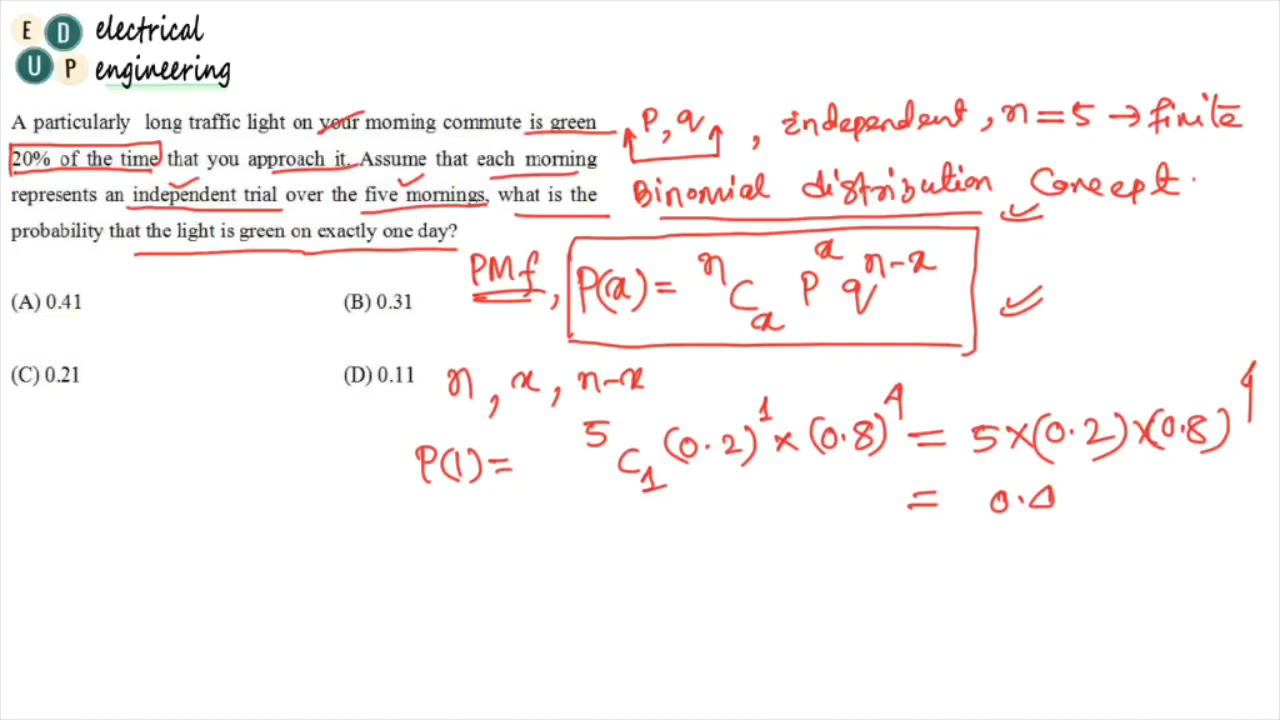 E D electrical
U P engineering
A particularly long traffic light on your morning commute is green
20% of the time that you approach it. Assume that each morning
represents an independent trial over the five mornings, what is the
probability that the light is green on exactly one day?
(A) 0.41 (B) 0.31
(C) 0.21 (D) 0.11
P, q, independent, n = 5 → finite
Binomial distribution Concept.
PMf, P(x) = ⁿCₓ Pˣ qⁿ⁻ˣ
n, x, n-x
P(1) = ⁵C₁ (0.2)¹ × (0.8)⁴ = 5×(0.2)×(0.8)⁴
= 0.4